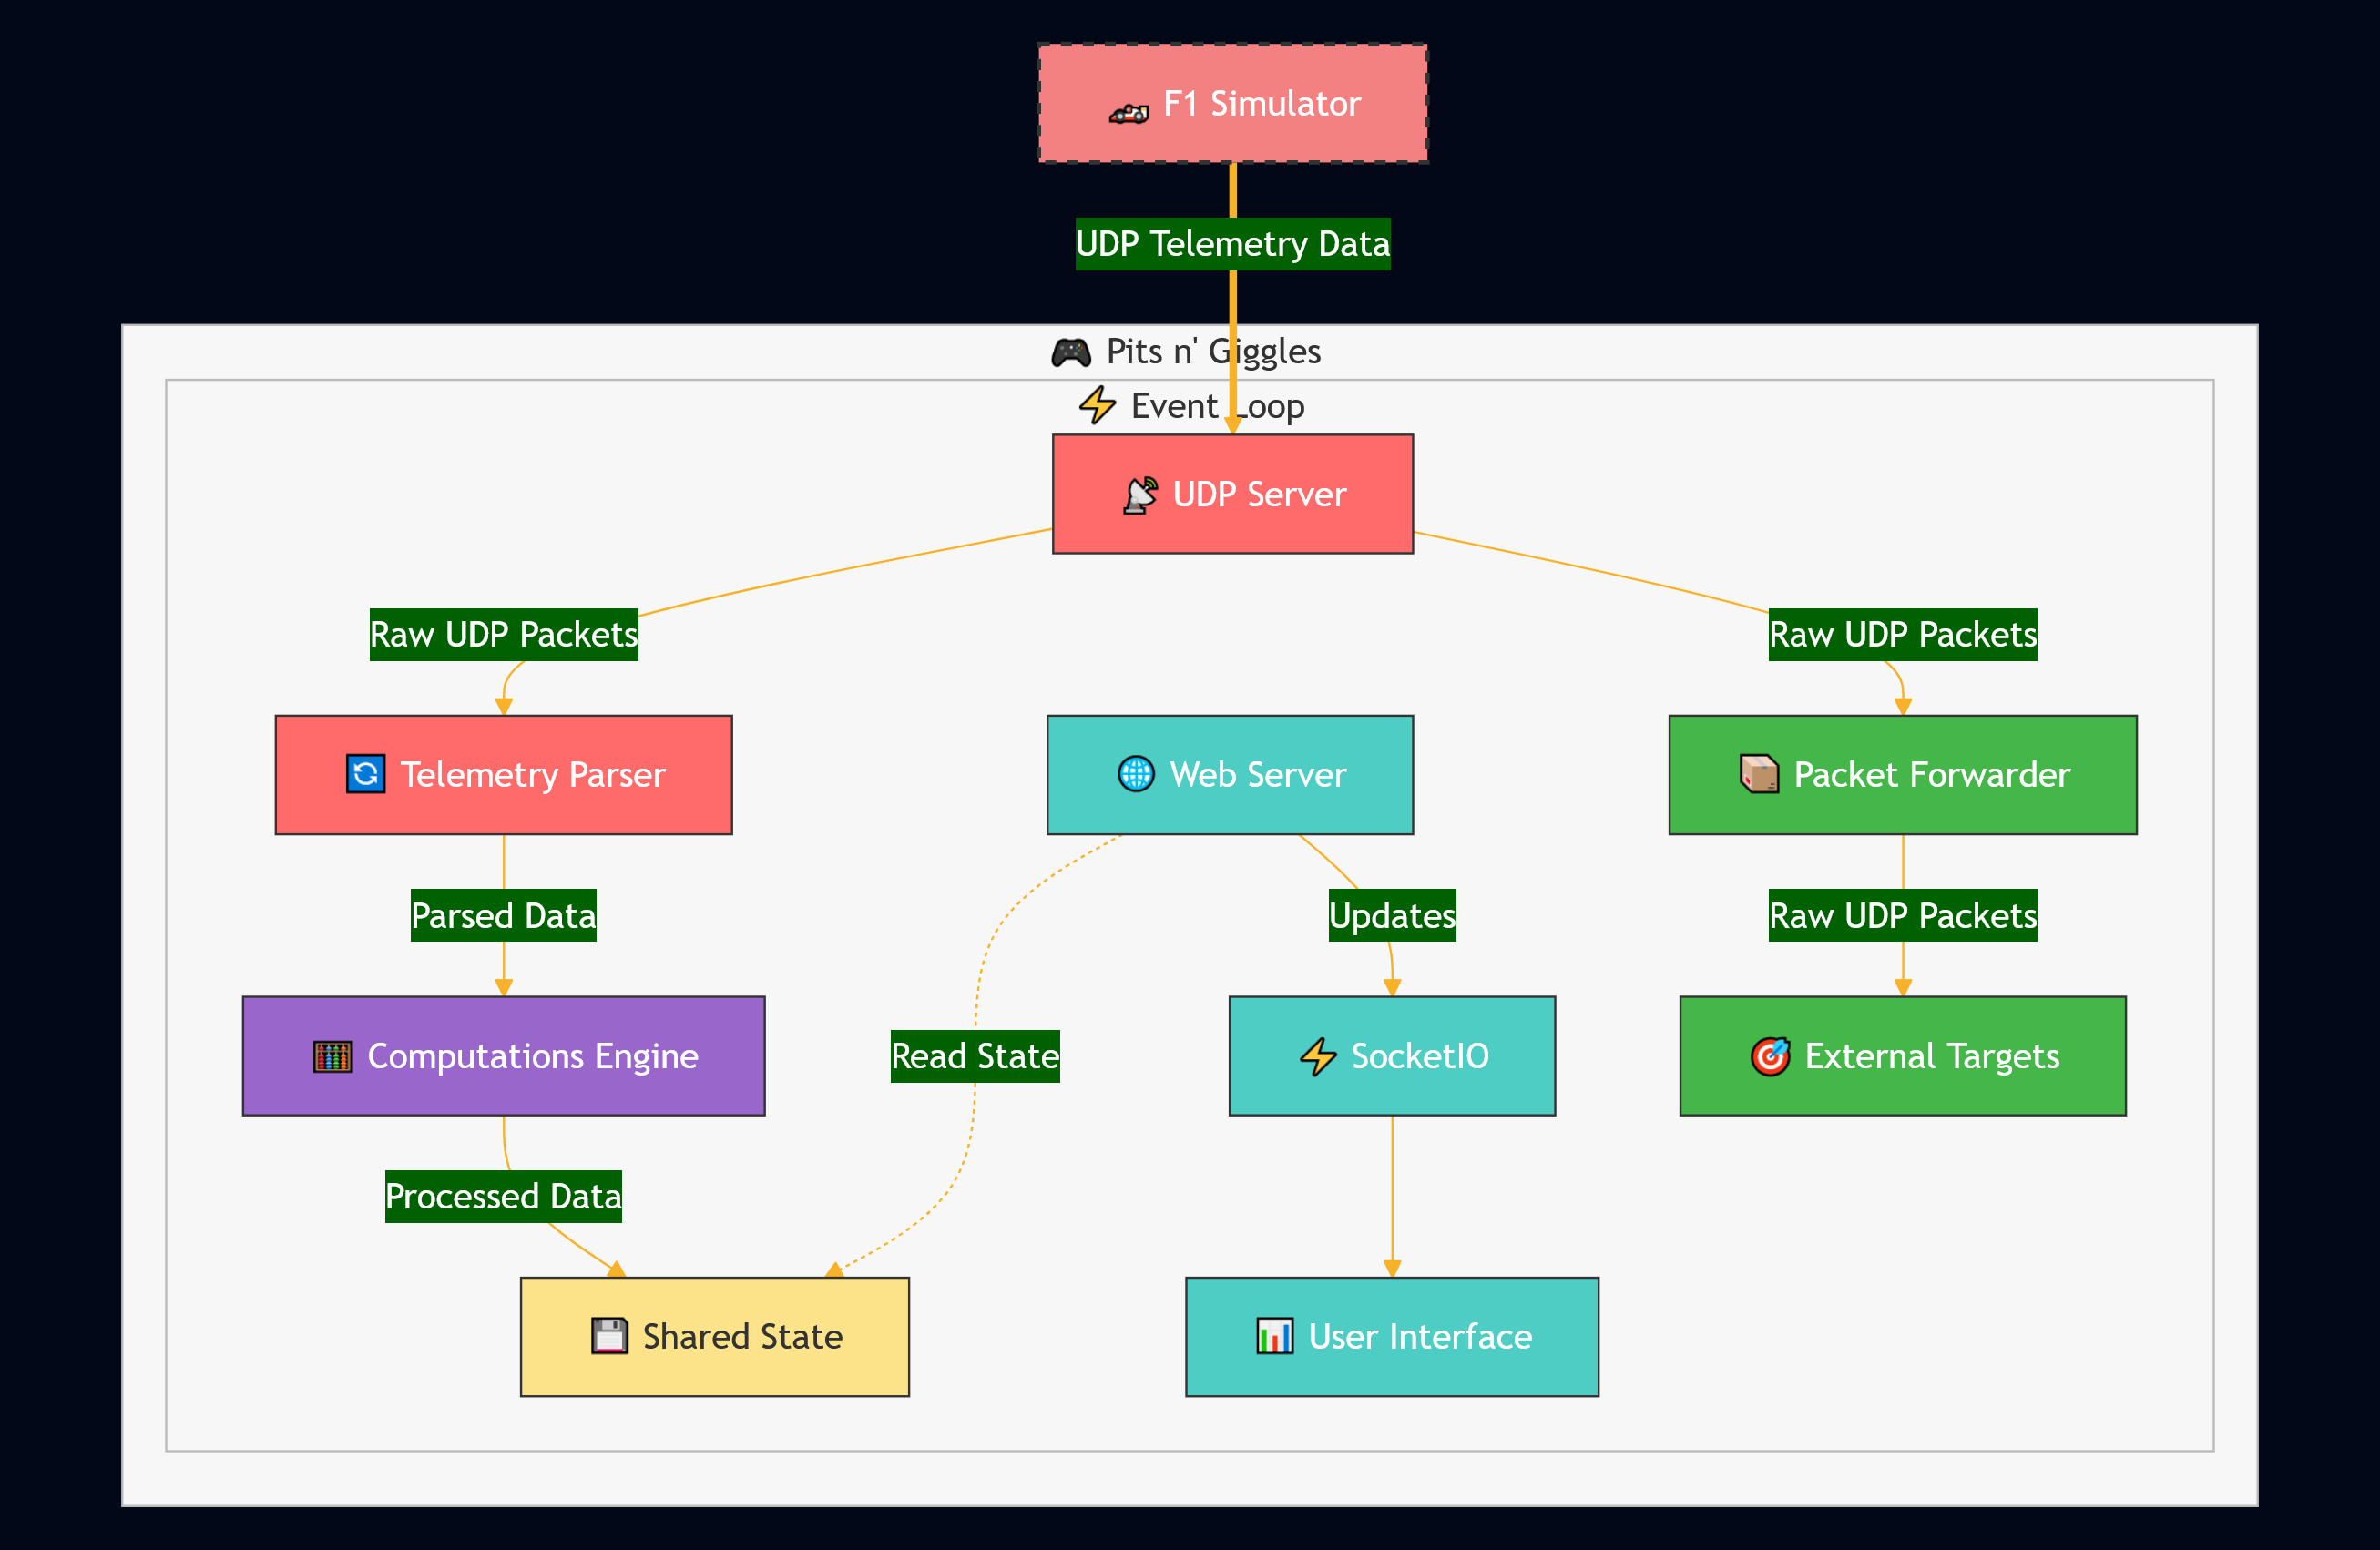 F1 Simulator
UDP Telemetry Data
Pits n' Giggles
Event Loop
UDP Server
Raw UDP Packets
Raw UDP Packets
Telemetry Parser
Web Server
Packet Forwarder
Parsed Data
Updates
Raw UDP Packets
Computations Engine
Read State
SocketIO
External Targets
Processed Data
Shared State
User Interface